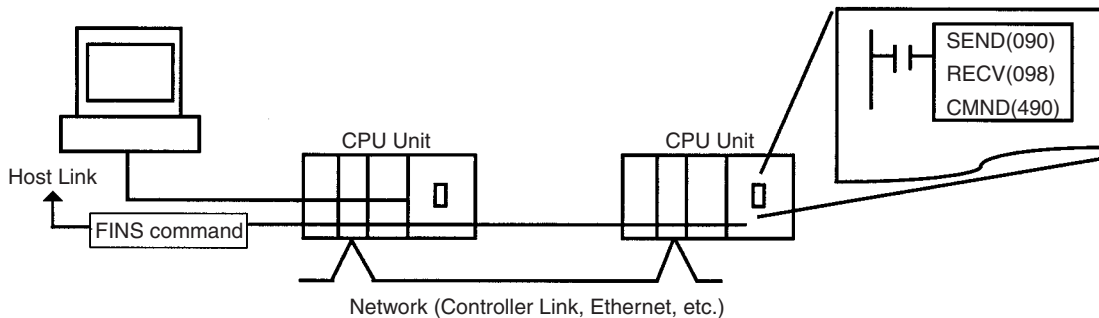 SEND(090)
RECV(098)
CMND(490)
CPU Unit
CPU Unit
Host Link
FINS command
Network (Controller Link, Ethernet, etc.)